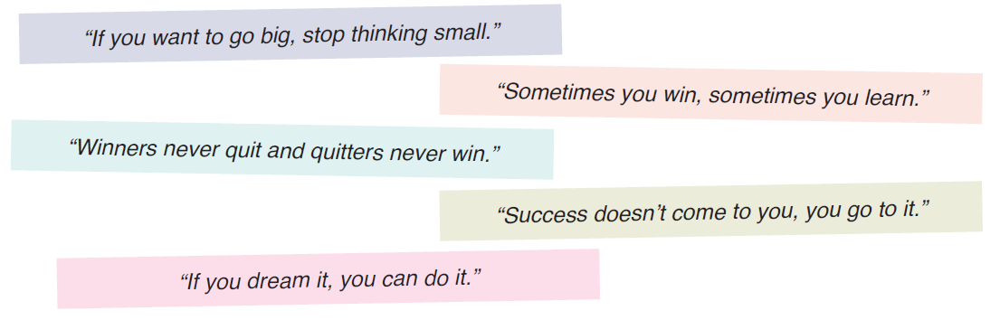 “If you want to go big, stop thinking small.”
“Sometimes you win, sometimes you learn.”
“Winners never quit and quitters never win.”
“Success doesn’t come to you, you go to it.”
“If you dream it, you can do it.”